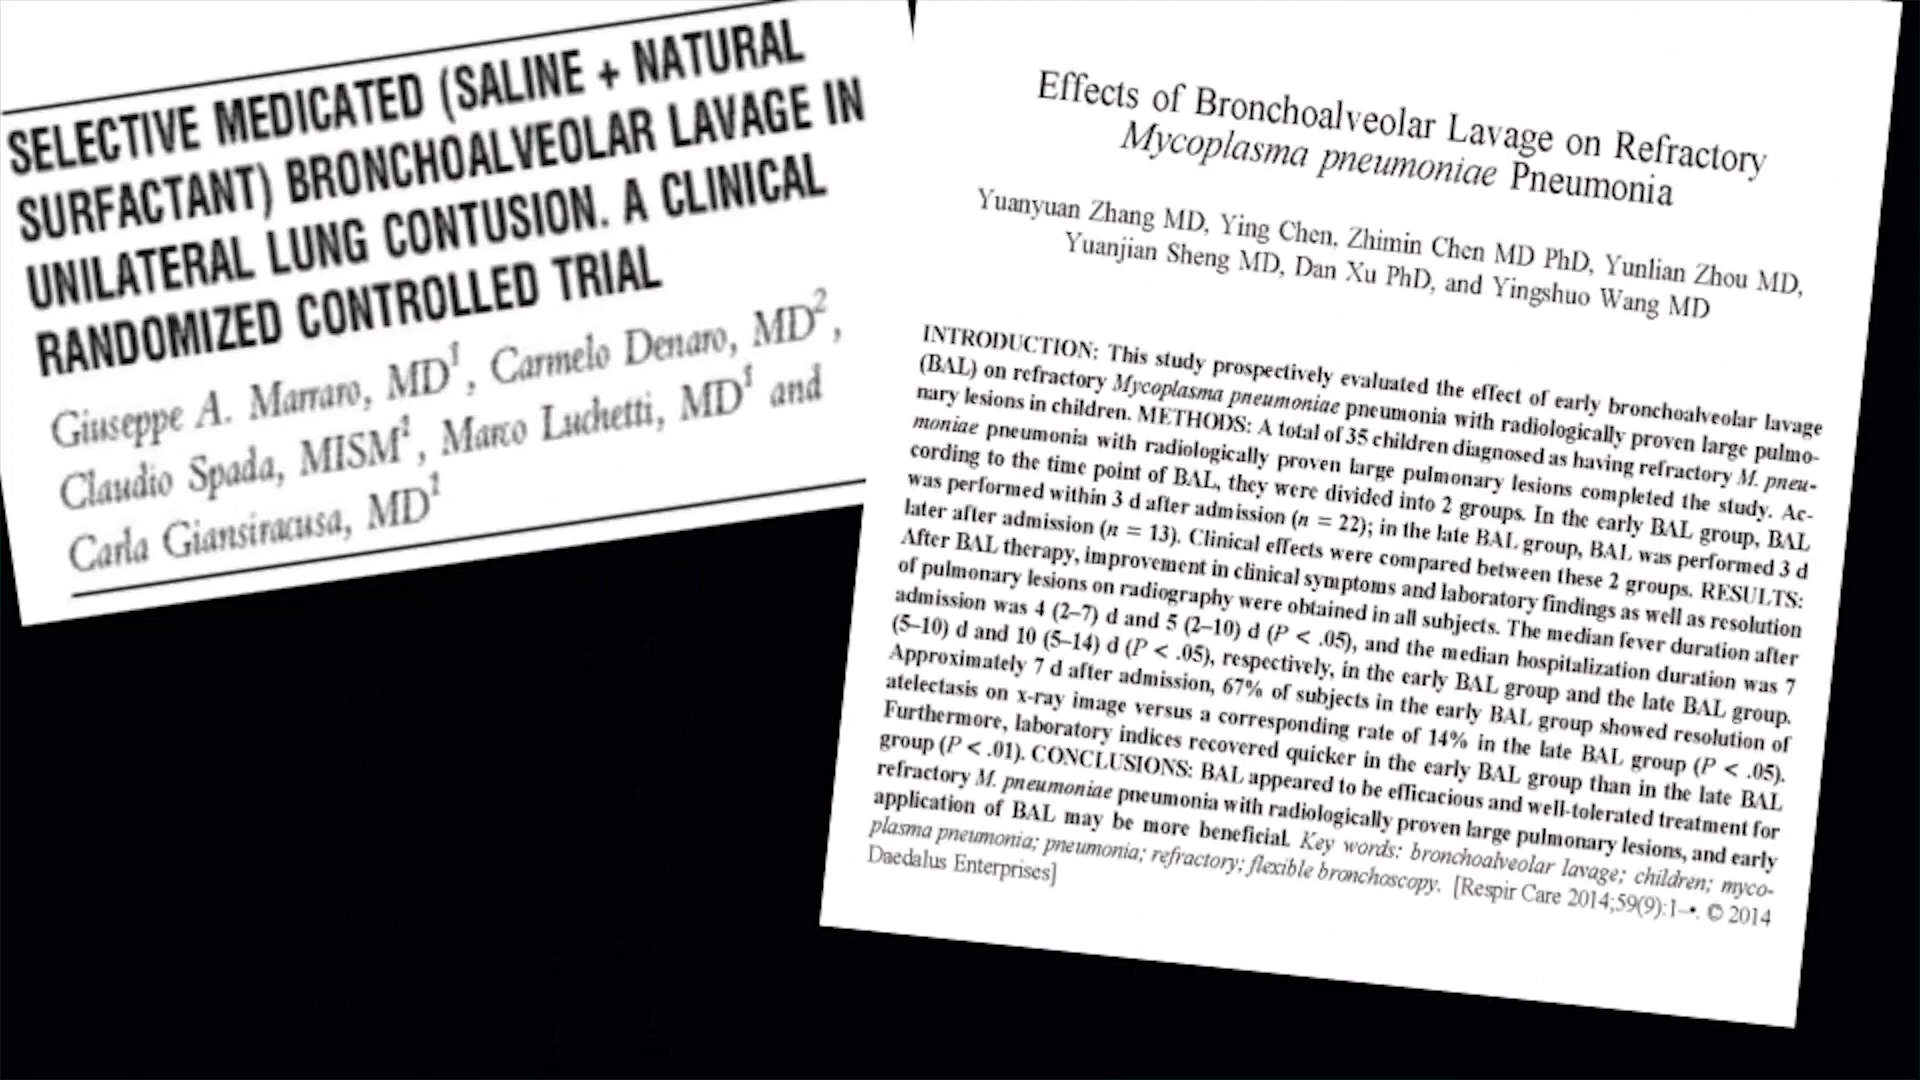 SELECTIVE MEDICATED (SALINE + NATURAL
SURFACTANT) BRONCHOALVEOLAR LAVAGE IN
UNILATERAL LUNG CONTUSION. A CLINICAL
RANDOMIZED CONTROLLED TRIAL
Giuseppe A. Marraro, MD¹, Carmelo Denaro, MD²,
Claudio Spada, MISM¹, Marco Luchetti, MD¹ and
Carla Giansiracusa, MD¹
Effects of Bronchoalveolar Lavage on Refractory
Mycoplasma pneumoniae Pneumonia
Yuanyuan Zhang MD, Ying Chen, Zhimin Chen MD PhD, Yunlian Zhou MD,
Yuanjian Sheng MD, Dan Xu PhD, and Yingshuo Wang MD
INTRODUCTION: This study prospectively evaluated the effect of early bronchoalveolar lavage
(BAL) on refractory Mycoplasma pneumoniae pneumonia with radiologically proven large pulmo-
nary lesions in children. METHODS: A total of 35 children diagnosed as having refractory M. pneu-
moniae pneumonia with radiologically proven large pulmonary lesions completed the study. Ac-
cording to the time point of BAL, they were divided into 2 groups. In the early BAL group, BAL
was performed within 3 d after admission (n = 22); in the late BAL group, BAL was performed 3 d
later after admission (n = 13). Clinical effects were compared between these 2 groups. RESULTS:
After BAL therapy, improvement in clinical symptoms and laboratory findings as well as resolution
of pulmonary lesions on radiography were obtained in all subjects. The median fever duration after
admission was 4 (2–7) d and 5 (2–10) d (P < .05), and the median hospitalization duration was 7
(5–10) d and 10 (5–14) d (P < .05), respectively, in the early BAL group and the late BAL group.
Approximately 7 d after admission, 67% of subjects in the early BAL group showed resolution of
atelectasis on x-ray image versus a corresponding rate of 14% in the late BAL group (P < .05).
Furthermore, laboratory indices recovered quicker in the early BAL group than in the late BAL
group (P < .01). CONCLUSIONS: BAL appeared to be efficacious and well-tolerated treatment for
refractory M. pneumoniae pneumonia with radiologically proven large pulmonary lesions, and early
application of BAL may be more beneficial. Key words: bronchoalveolar lavage; children; myco-
plasma pneumonia; pneumonia; refractory; flexible bronchoscopy. [Respir Care 2014;59(9):1–•. © 2014
Daedalus Enterprises]